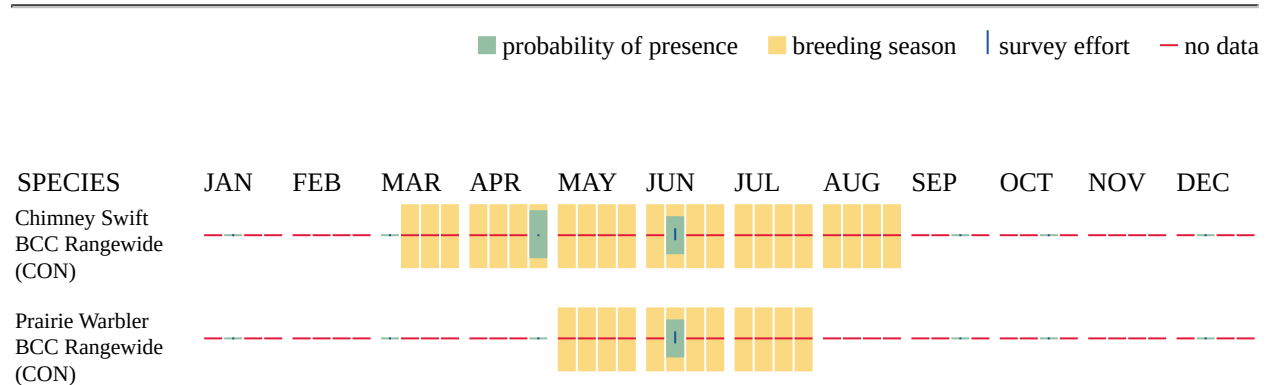 probability of presence breeding season survey effort no data
SPECIES JAN FEB MAR APR MAY JUN JUL AUG SEP OCT NOV DEC
Chimney Swift
BCC Rangewide
(CON)
Prairie Warbler
BCC Rangewide
(CON)